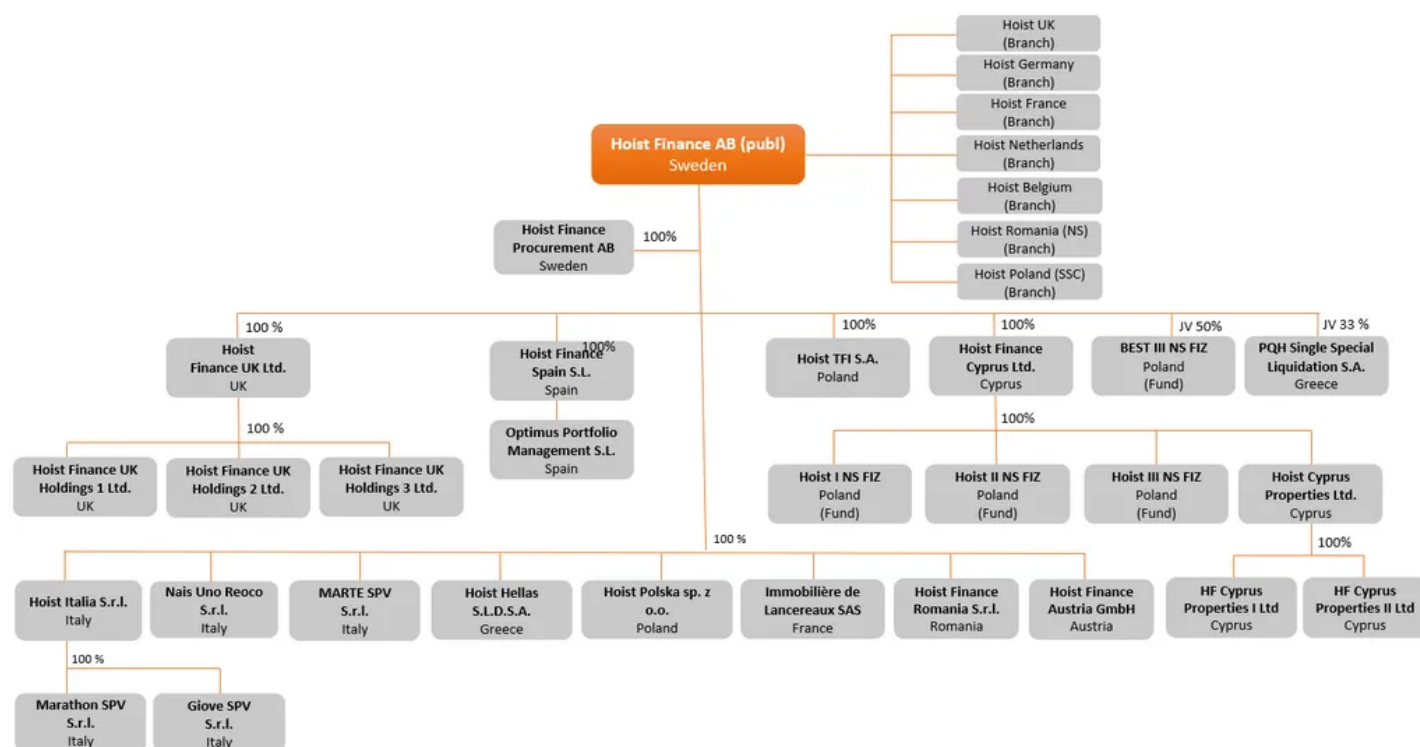 Hoist UK
(Branch)
Hoist Germany
(Branch)
Hoist France
(Branch)
Hoist Netherlands
(Branch)
Hoist Belgium
(Branch)
Hoist Romania (NS)
(Branch)
Hoist Poland (SSC)
(Branch)
Hoist Finance AB (publ)
Sweden
Hoist Finance
Procurement AB
Sweden
100%
100 %
Hoist
Finance UK Ltd.
UK
100%
Hoist Finance
Spain S.L.
Spain
100%
Hoist TFI S.A.
Poland
100%
Hoist Finance
Cyprus Ltd.
Cyprus
JV 50%
BEST III NS FIZ
Poland
(Fund)
JV 33 %
PQH Single Special
Liquidation S.A.
Greece
100 %
Hoist Finance UK
Holdings 1 Ltd.
UK
Hoist Finance UK
Holdings 2 Ltd.
UK
Hoist Finance UK
Holdings 3 Ltd.
UK
Optimus Portfolio
Management S.L.
Spain
100%
Hoist I NS FIZ
Poland
(Fund)
Hoist II NS FIZ
Poland
(Fund)
Hoist III NS FIZ
Poland
(Fund)
Hoist Cyprus
Properties Ltd.
Cyprus
100 %
Hoist Italia S.r.l.
Italy
Nais Uno Reoco
S.r.l.
Italy
MARTE SPV
S.r.l.
Italy
Hoist Hellas
S.L.D.S.A.
Greece
Hoist Polska sp. z
o.o.
Poland
Immobilière de
Lancereaux SAS
France
Hoist Finance
Romania S.r.l.
Romania
Hoist Finance
Austria GmbH
Austria
100%
HF Cyprus
Properties I Ltd
Cyprus
HF Cyprus
Properties II Ltd
Cyprus
100 %
Marathon SPV
S.r.l.
Italy
Giove SPV
S.r.l.
Italy